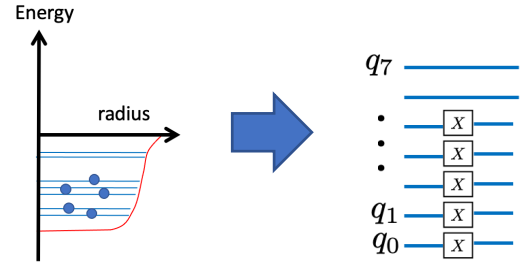 Energy
radius
q₇
X
X
X
q₁ X
q₀ X